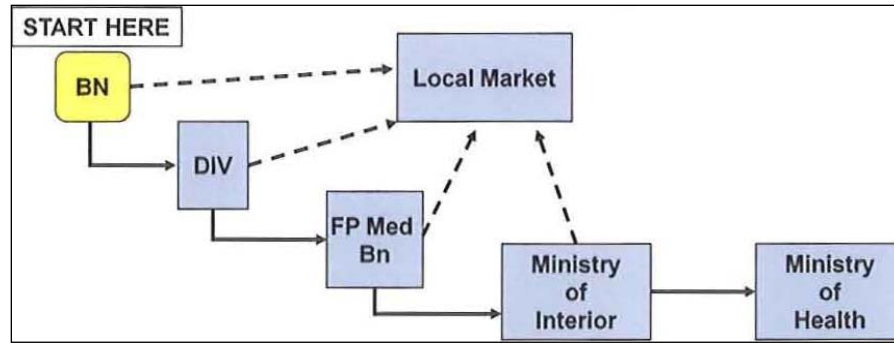 START HERE
BN
Local Market
DIV
FP Med
Bn
Ministry
of
Interior
Ministry
of
Health